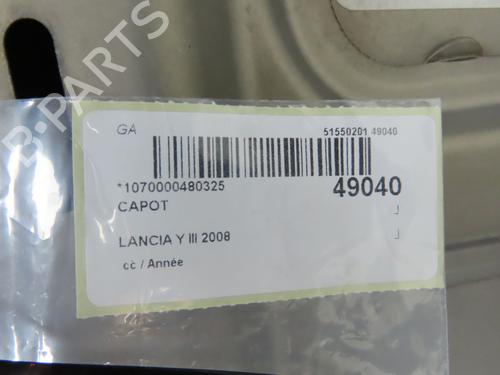 GA
51550201 49040
*1070000480325
49040
CAPOT
LANCIA Y III 2008
cc / Année
B-PARTS